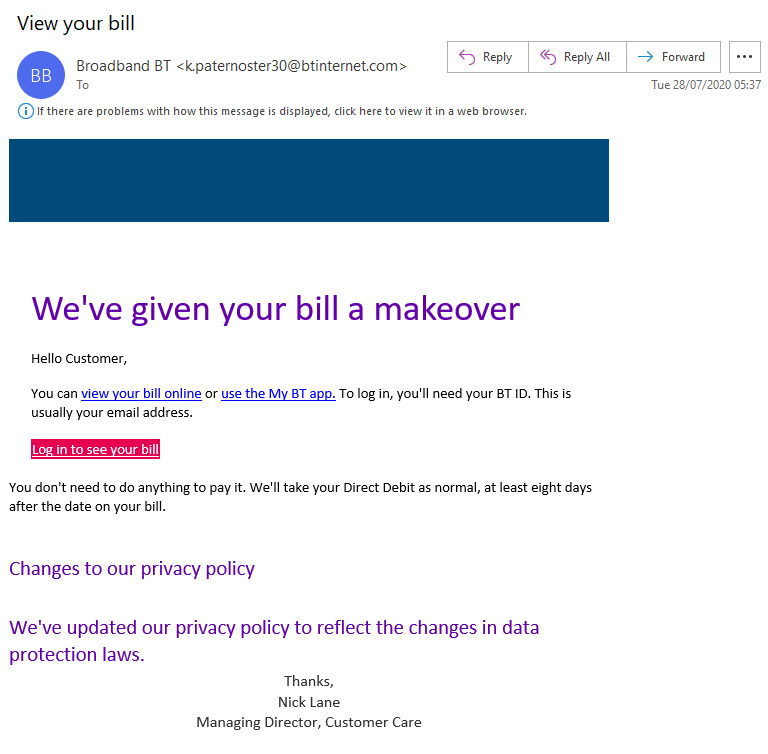 View your bill
BB
Broadband BT <k.paternoster30@btinternet.com>
To
Reply
Reply All
Forward
...
Tue 28/07/2020 05:37
If there are problems with how this message is displayed, click here to view it in a web browser.
We've given your bill a makeover
Hello Customer,
You can view your bill online or use the My BT app. To log in, you'll need your BT ID. This is
usually your email address.
Log in to see your bill
You don't need to do anything to pay it. We'll take your Direct Debit as normal, at least eight days
after the date on your bill.
Changes to our privacy policy
We've updated our privacy policy to reflect the changes in data
protection laws.
Thanks,
Nick Lane
Managing Director, Customer Care